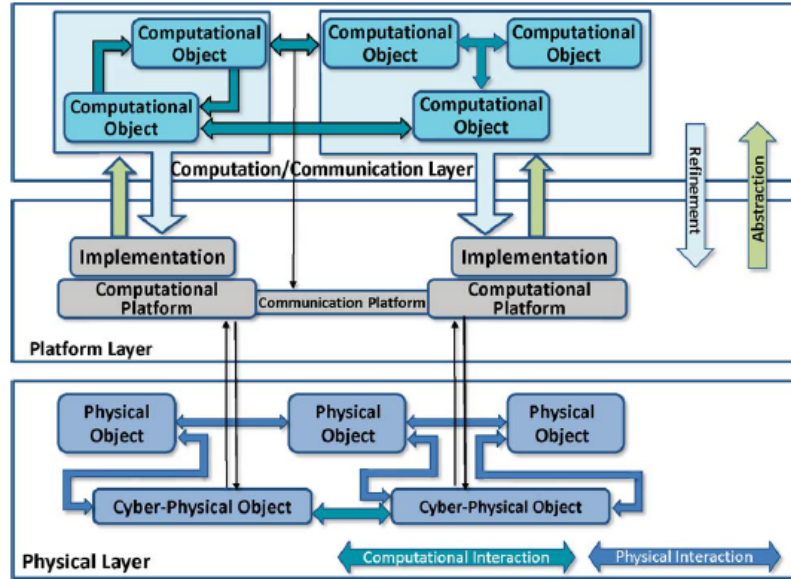 Computational
Object
Computational
Object
Computational
Object
Computational
Object
Computational
Object
Computation/Communication Layer
Refinement
Abstraction
Implementation
Implementation
Computational
Platform
Communication Platform
Computational
Platform
Platform Layer
Physical
Object
Physical
Object
Physical
Object
Cyber-Physical Object
Cyber-Physical Object
Physical Layer
Computational Interaction
Physical Interaction